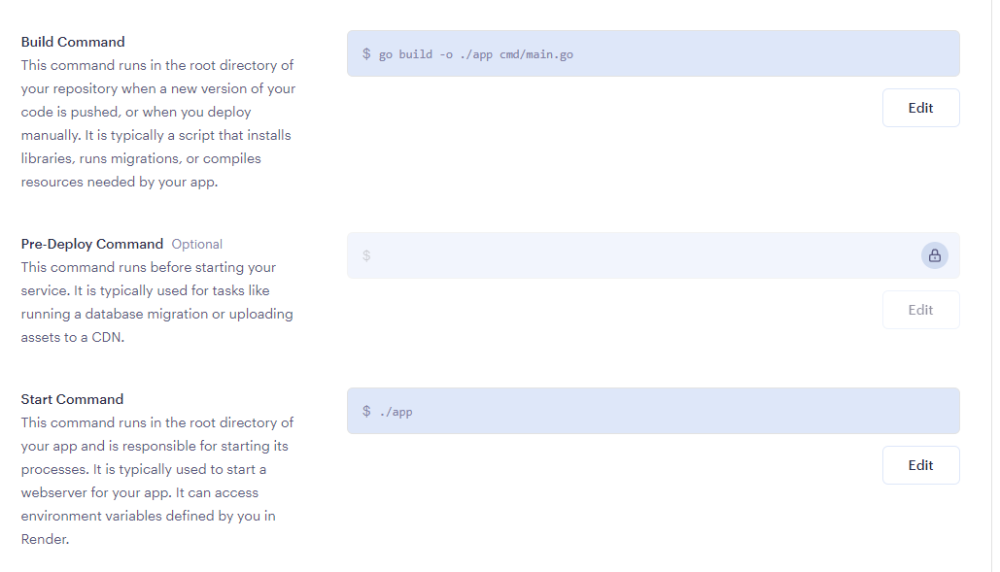 Build Command
This command runs in the root directory of
your repository when a new version of your
code is pushed, or when you deploy
manually. It is typically a script that installs
libraries, runs migrations, or compiles
resources needed by your app.
$ go build -o ./app cmd/main.go
Edit
Pre-Deploy Command Optional
This command runs before starting your
service. It is typically used for tasks like
running a database migration or uploading
assets to a CDN.
$
Edit
Start Command
This command runs in the root directory of
your app and is responsible for starting its
processes. It is typically used to start a
webserver for your app. It can access
environment variables defined by you in
Render.
$ ./app
Edit